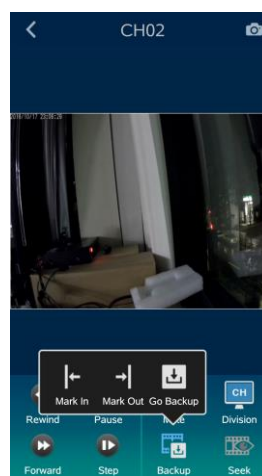 CH02
2016/10/17 23:08:26
Mark In Mark Out Go Backup
CH
Rewind Pause Division
Forward Step Backup Seek